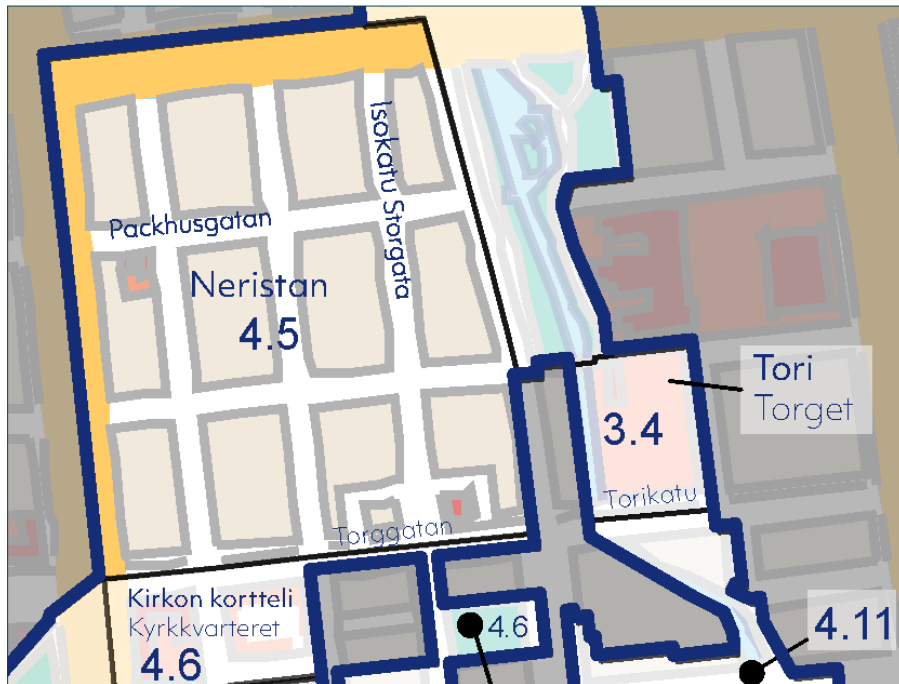 Isokatu Storgata
Packhusgatan
Neristan
4.5
Tori
Torget
3.4
Torikatu
Torggatan
Kirkon kortteli
Kyrkkvarteret
4.6
4.6
4.11